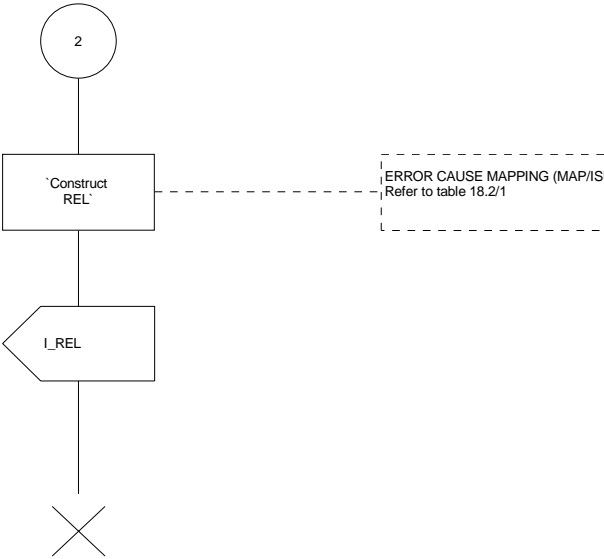 2
`Construct
REL`
ERROR CAUSE MAPPING (MAP/IS
Refer to table 18.2/1
I_REL